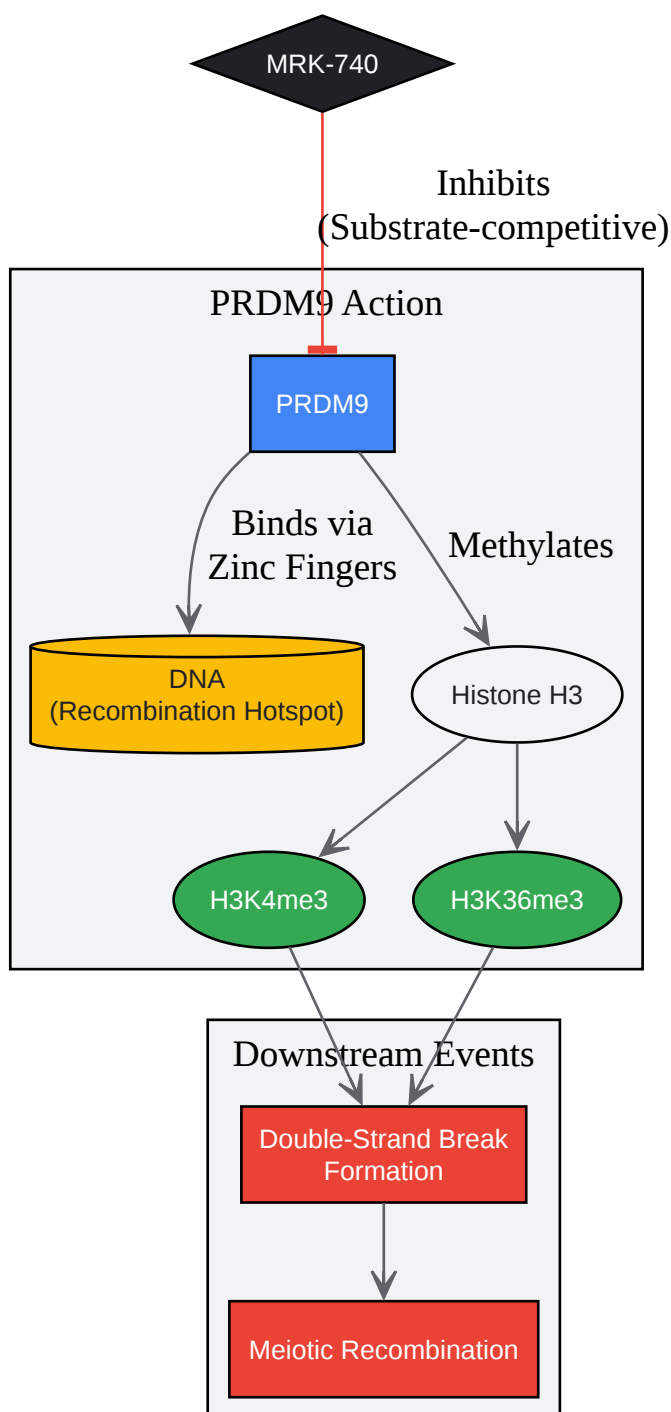 MRK-740
Inhibits
(Substrate-competitive)
PRDM9 Action
PRDM9
Binds via
Zinc Fingers
Methylates
DNA
(Recombination Hotspot)
Histone H3
H3K4me3
H3K36me3
Downstream Events
Double-Strand Break
Formation
Meiotic Recombination